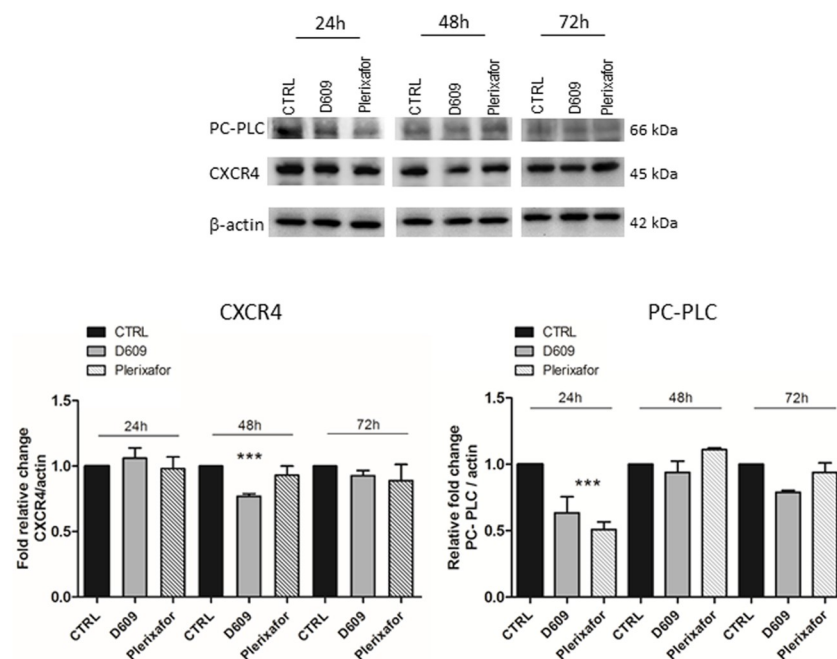 24h 48h 72h
CTRL D609 Plerixafor CTRL D609 Plerixafor CTRL D609 Plerixafor
PC-PLC 66 kDa
CXCR4 45 kDa
β-actin 42 kDa
CXCR4
CTRL
D609
Plerixafor
Fold relative change
CXCR4/actin
1.5
1.0
0.5
0.0
24h 48h 72h
***
CTRL D609 Plerixafor CTRL D609 Plerixafor CTRL D609 Plerixafor
PC-PLC
CTRL
D609
Plerixafor
Relative fold change
PC- PLC / actin
1.5
1.0
0.5
0.0
24h 48h 72h
***
CTRL D609 Plerixafor CTRL D609 Plerixafor CTRL D609 Plerixafor